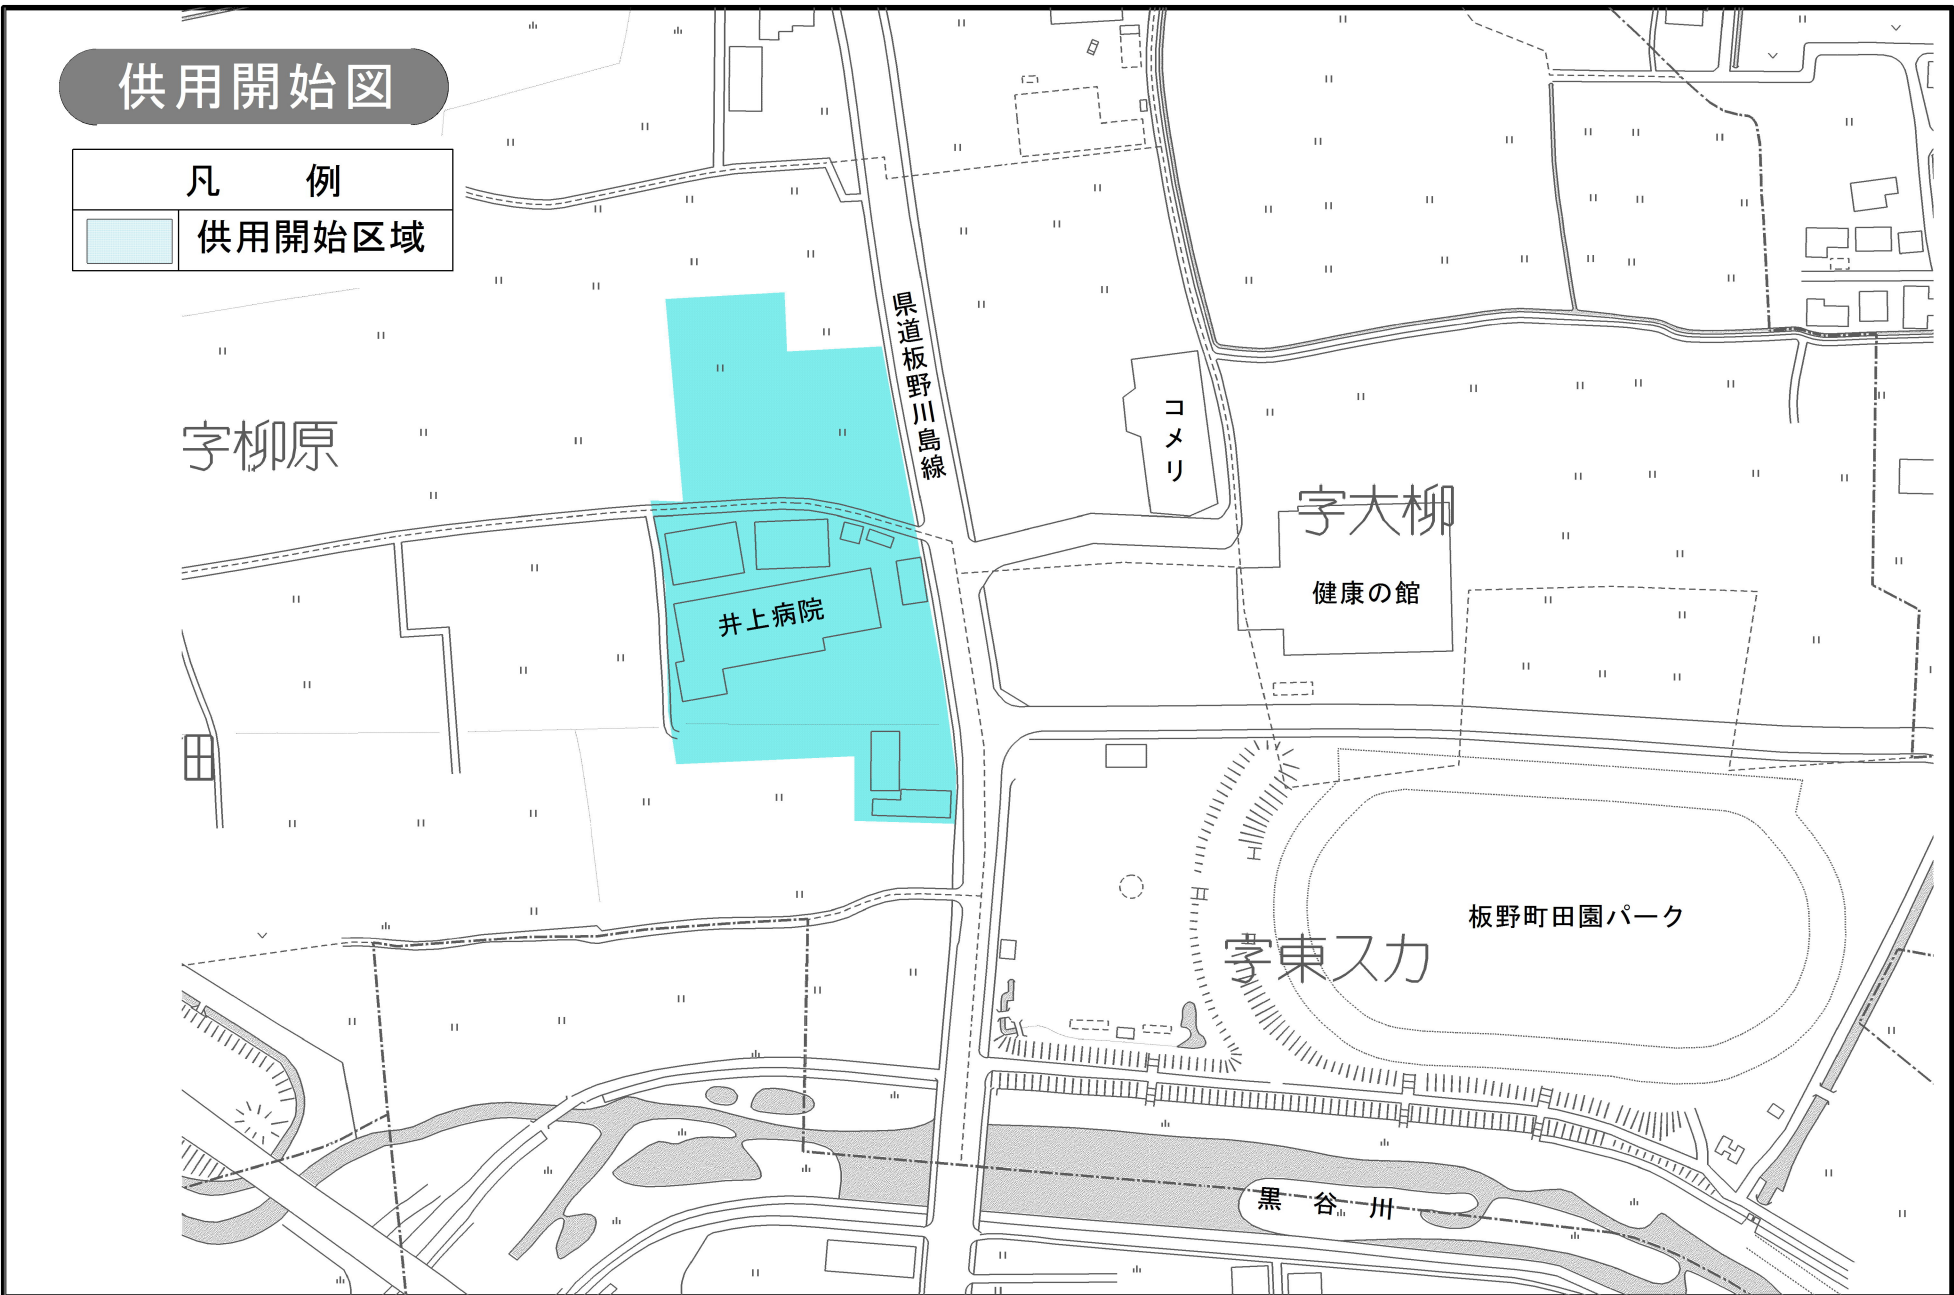 供用開始図
凡 例
供用開始区域
県道板野川島線
コメリ
字柳原
字大柳
健康の館
井上病院
田
板野町田園パーク
字東スカ
黒谷川